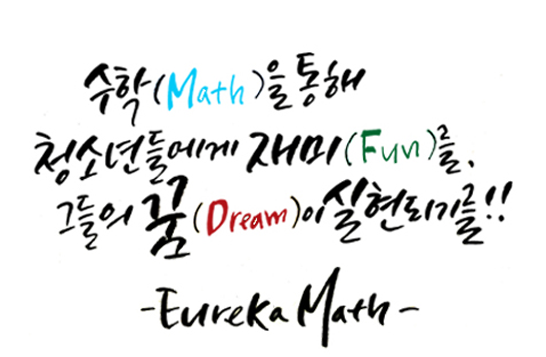 수학(Math)을 통해
청소년들에게 재미(Fun)를,
그들의 꿈(Dream)이 실현되기를!!
-Eureka Math-